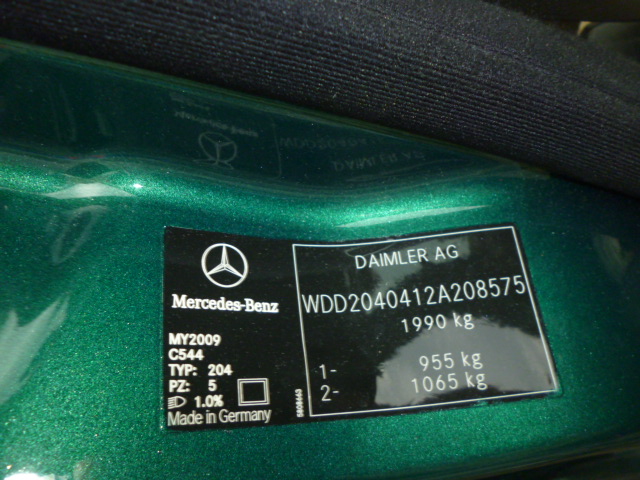 Mercedes-Benz
MY2009
C544
TYP: 204
PZ: 5
1.0%
Made in Germany
DAIMLER AG
WDD2040412A208575
1990 kg
1- 955 kg
2- 1065 kg